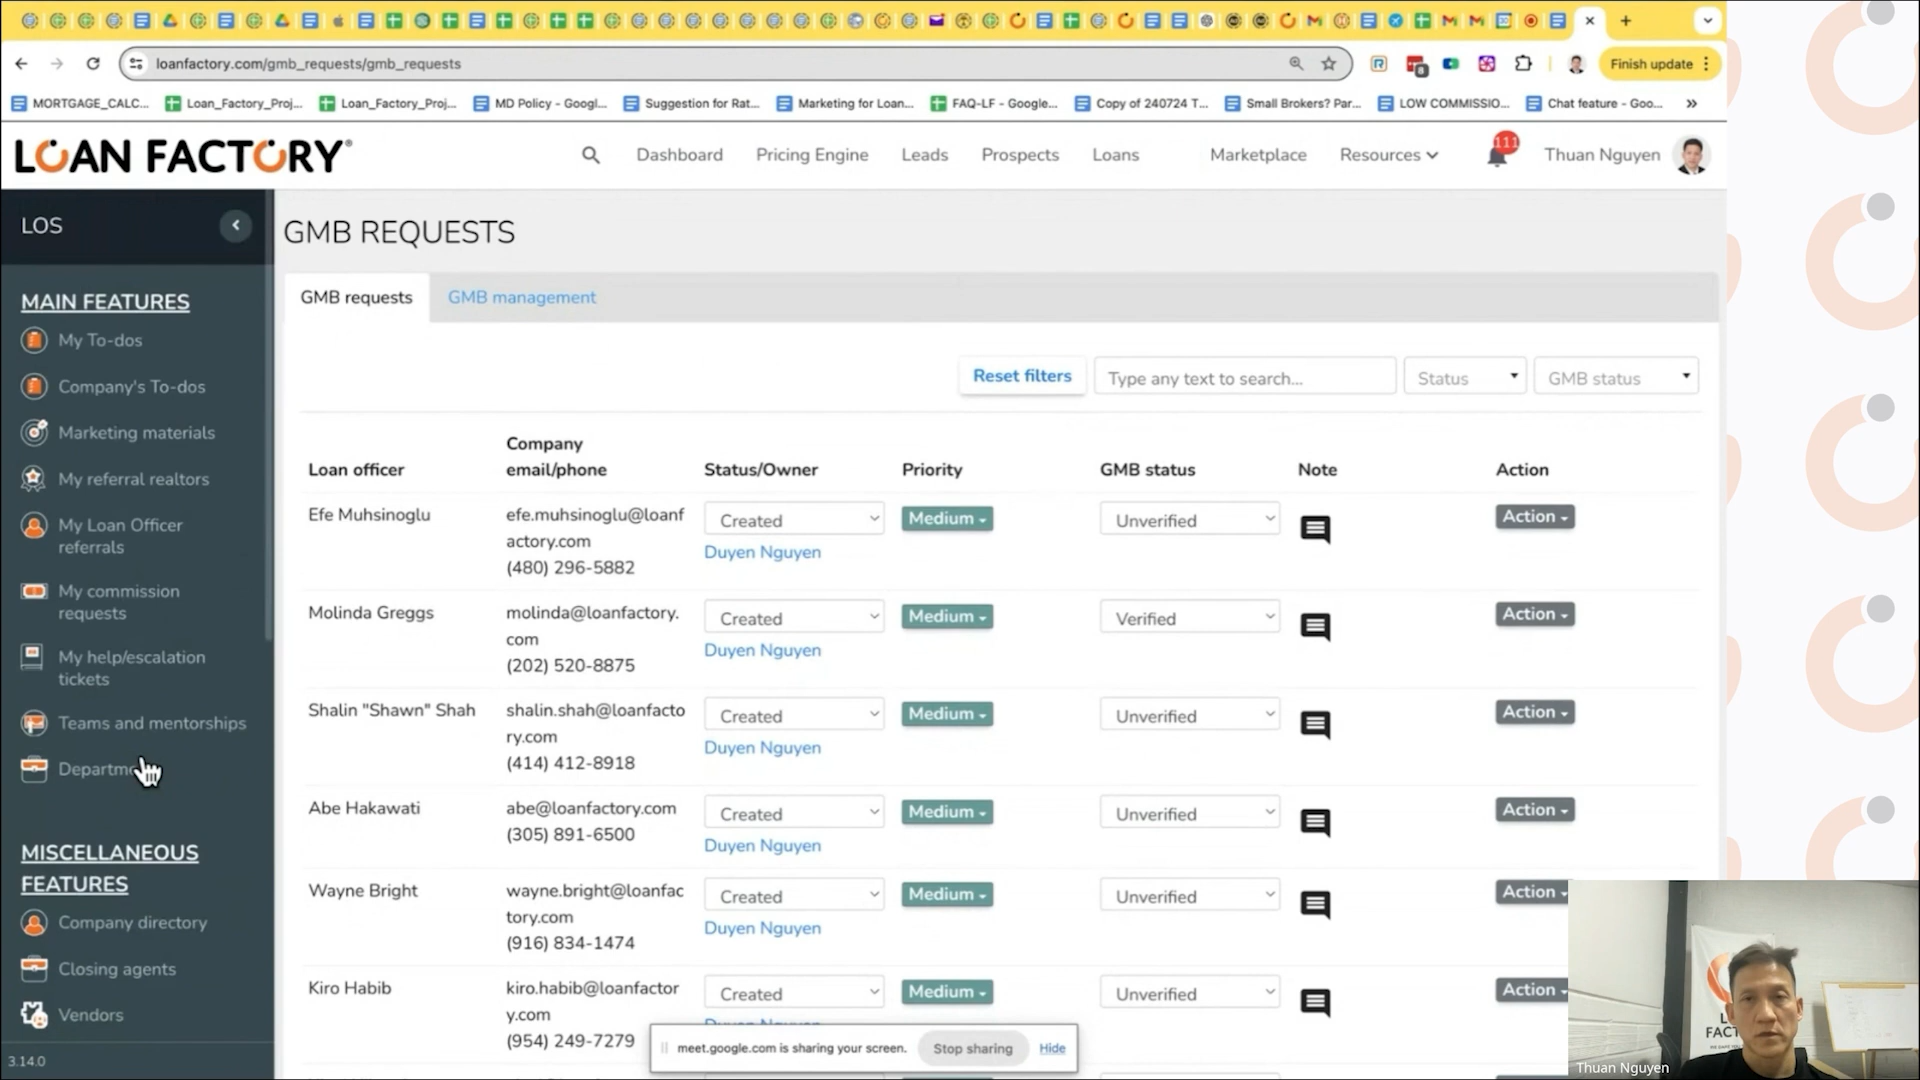 loanfactory.com/gmb_requests/gmb_requests
Finish update
8
MORTGAGE_CALC...
Loan_Factory_Proj...
Loan_Factory_Proj...
MD Policy - Googl...
Suggestion for Rat...
Marketing for Loan...
FAQ-LF - Google...
Copy of 240724 T...
Small Brokers? Par...
LOW COMMISSIO...
Chat feature - Goo...
»
LOAN FACTORY®
Dashboard
Pricing Engine
Leads
Prospects
Loans
Marketplace
Resources
111
Thuan Nguyen
LOS
MAIN FEATURES
My To-dos
Company's To-dos
Marketing materials
My referral realtors
My Loan Officer
referrals
My commission
requests
My help/escalation
tickets
Teams and mentorships
MISCELLANEOUS
FEATURES
Company directory
Closing agents
Vendors
3.14.0
GMB REQUESTS
GMB requests
GMB management
Reset filters
Type any text to search...
Status
GMB status
Loan officer
Company
email/phone
Status/Owner
Priority
GMB status
Note
Action
Efe Muhsinoglu
efe.muhsinoglu@loanf
actory.com
(480) 296-5882
Created
Duyen Nguyen
Medium
Unverified
Action
Molinda Greggs
molinda@loanfactory.
com
(202) 520-8875
Created
Duyen Nguyen
Medium
Verified
Action
Shalin "Shawn" Shah
shalin.shah@loanfacto
ry.com
(414) 412-8918
Created
Duyen Nguyen
Medium
Unverified
Action
Abe Hakawati
abe@loanfactory.com
(305) 891-6500
Created
Duyen Nguyen
Medium
Unverified
Action
Wayne Bright
wayne.bright@loanfac
tory.com
(916) 834-1474
Created
Duyen Nguyen
Medium
Unverified
Action
Kiro Habib
kiro.habib@loanfactor
y.com
(954) 249-7279
Created
Medium
Unverified
Action
meet.google.com is sharing your screen.
Stop sharing
Hide
Thuan Nguyen